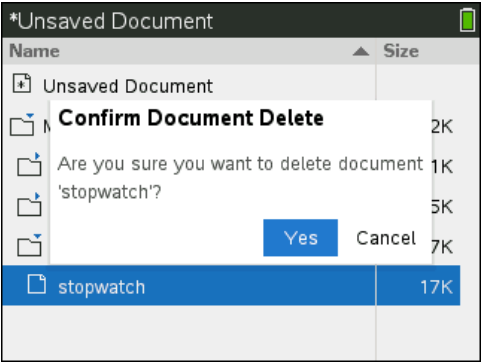 *Unsaved Document
Name Size
Unsaved Document
Confirm Document Delete
Are you sure you want to delete document
'stopwatch'?
Yes Cancel
2K
1K
5K
7K
stopwatch 17K